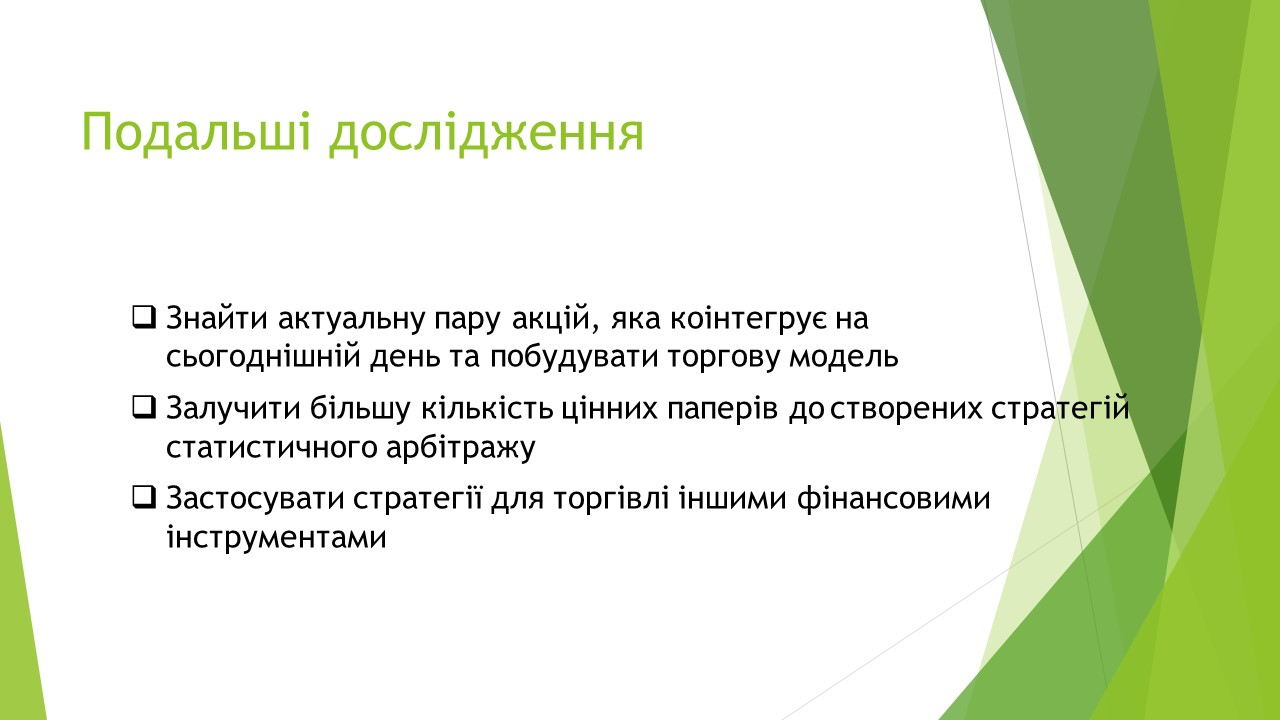 Подальші дослідження
Знайти актуальну пару акцій, яка коінтегрує на
сьогоднішній день та побудувати торгову модель
Залучити більшу кількість цінних паперів до створених стратегій
статистичного арбітражу
Застосувати стратегії для торгівлі іншими фінансовими
інструментами